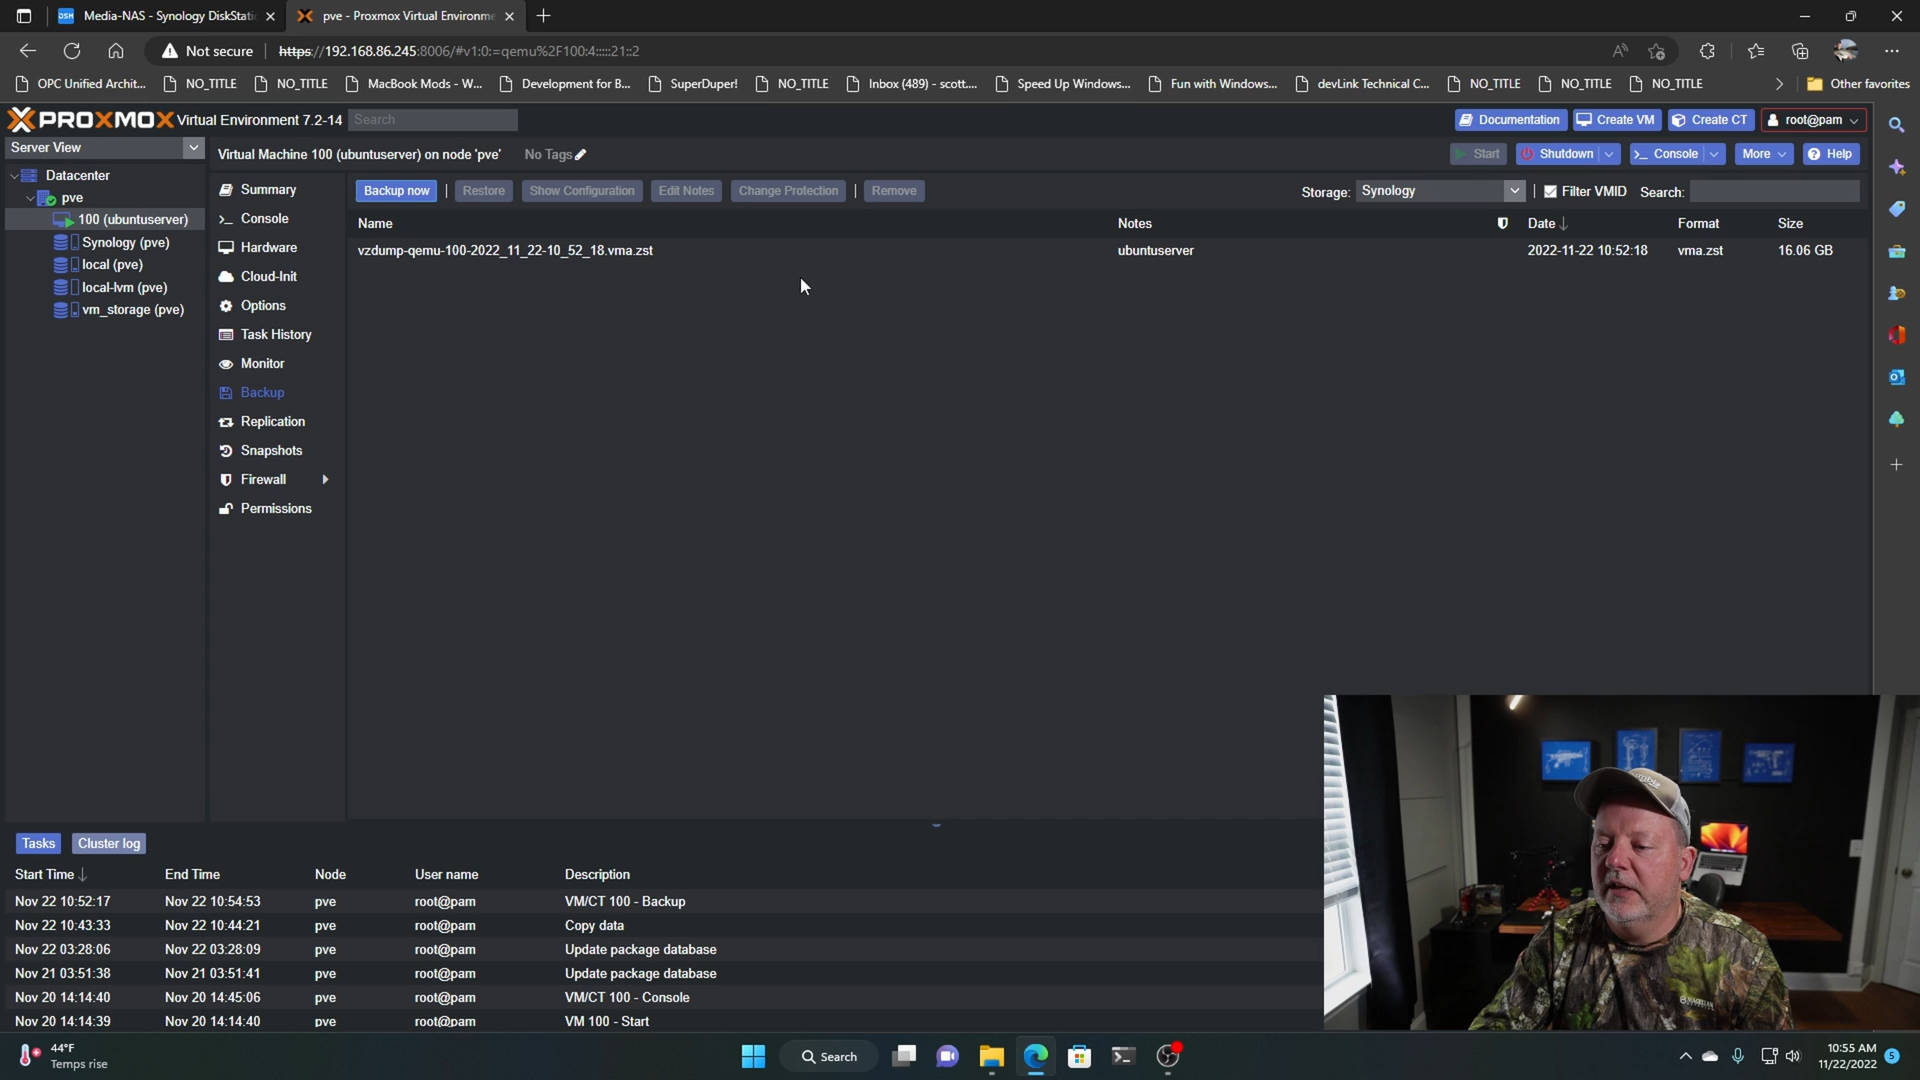 Media-NAS - Synology DiskStati
pve - Proxmox Virtual Environme
Not secure
https://192.168.86.245:8006/#v1:0:=qemu%2F100:4:::::21::2
OPC Unified Archit...
NO_TITLE
NO_TITLE
MacBook Mods - W...
Development for B...
SuperDuper!
NO_TITLE
Inbox (489) - scott....
Speed Up Windows...
Fun with Windows...
devLink Technical C...
NO_TITLE
NO_TITLE
NO_TITLE
Other favorites
PROXMOX Virtual Environment 7.2-14
Search
Documentation
Create VM
Create CT
root@pam
Server View
Virtual Machine 100 (ubuntuserver) on node 'pve'
No Tags
Start
Shutdown
Console
More
Help
Datacenter
pve
100 (ubuntuserver)
Synology (pve)
local (pve)
local-lvm (pve)
vm_storage (pve)
Summary
Console
Hardware
Cloud-Init
Options
Task History
Monitor
Backup
Replication
Snapshots
Firewall
Permissions
Backup now
Restore
Show Configuration
Edit Notes
Change Protection
Remove
Storage:
Synology
Filter VMID
Search:
Name
Notes
Date
Format
Size
vzdump-qemu-100-2022_11_22-10_52_18.vma.zst
ubuntuserver
2022-11-22 10:52:18
vma.zst
16.06 GB
Tasks
Cluster log
Start Time
End Time
Node
User name
Description
Nov 22 10:52:17
Nov 22 10:54:53
pve
root@pam
VM/CT 100 - Backup
Nov 22 10:43:33
Nov 22 10:44:21
pve
root@pam
Copy data
Nov 22 03:28:06
Nov 22 03:28:09
pve
root@pam
Update package database
Nov 21 03:51:38
Nov 21 03:51:41
pve
root@pam
Update package database
Nov 20 14:14:40
Nov 20 14:45:06
pve
root@pam
VM/CT 100 - Console
Nov 20 14:14:39
Nov 20 14:14:40
pve
root@pam
VM 100 - Start
44°F
Temps rise
Search
10:55 AM
11/22/2022
5